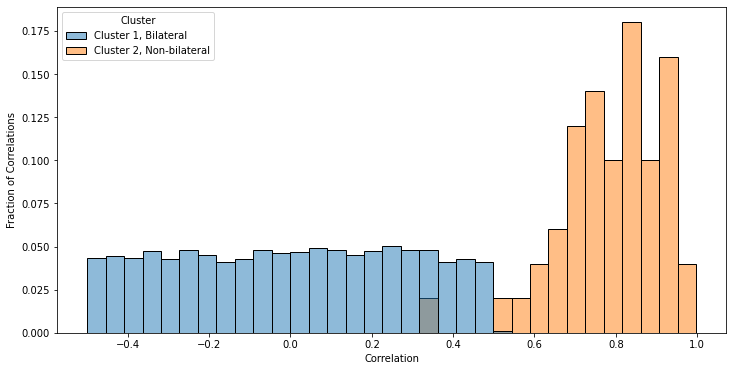 Cluster
Cluster 1, Bilateral
Cluster 2, Non-bilateral
Fraction of Correlations
0.175
0.150
0.125
0.100
0.075
0.050
0.025
0.000
−0.4 −0.2 0.0 0.2 0.4 0.6 0.8 1.0
Correlation